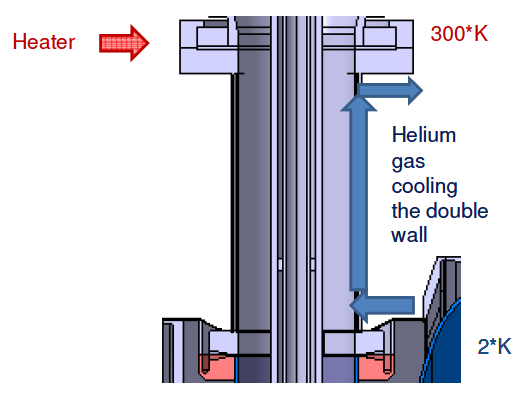 Heater
300*K
Helium
gas
cooling
the double
wall
2*K